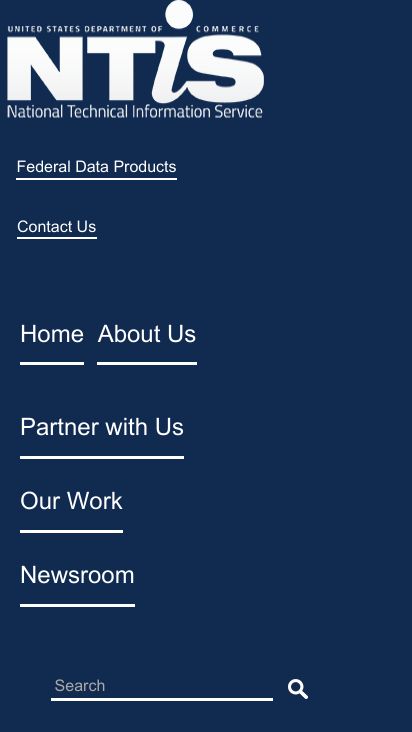 UNITED STATES DEPARTMENT OF COMMERCE
NTIS
National Technical Information Service
Federal Data Products
Contact Us
Home About Us
Partner with Us
Our Work
Newsroom
Search